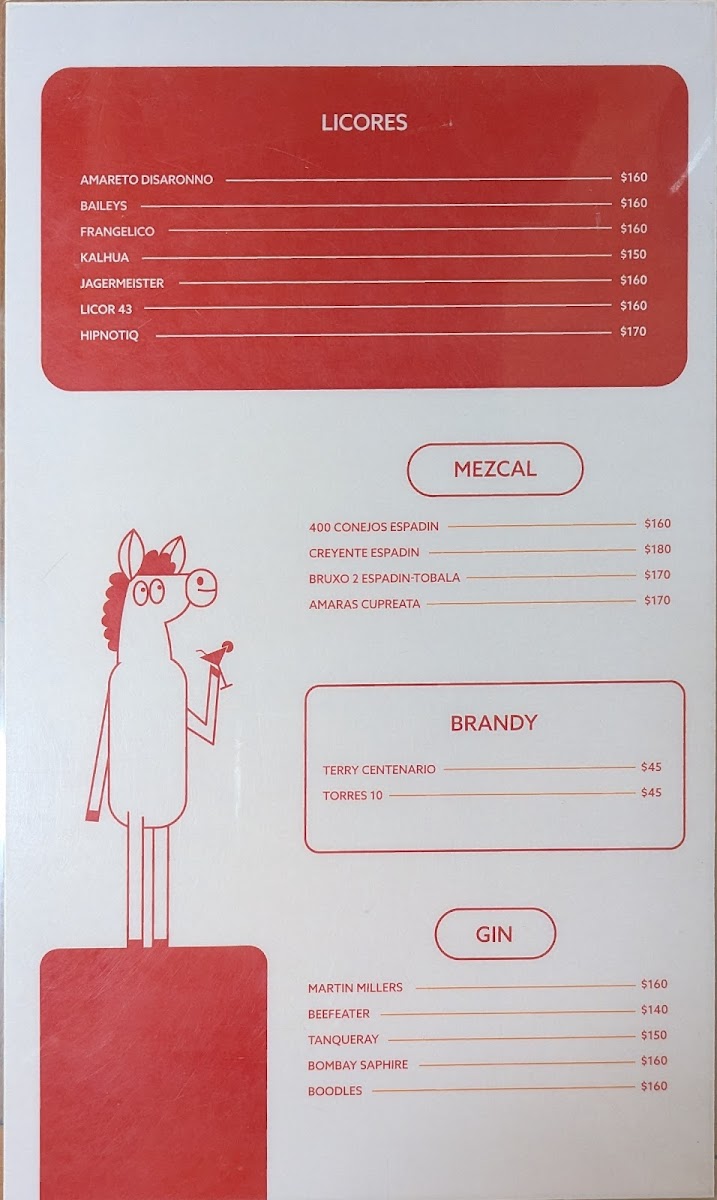 LICORES
AMARETO DISARONNO $160
BAILEYS $160
FRANGELICO $160
KALHUA $150
JAGERMEISTER $160
LICOR 43 $160
HIPNOTIQ $170
MEZCAL
400 CONEJOS ESPADIN $160
CREYENTE ESPADIN $180
BRUXO 2 ESPADIN-TOBALA $170
AMARAS CUPREATA $170
BRANDY
TERRY CENTENARIO $45
TORRES 10 $45
GIN
MARTIN MILLERS $160
BEEFEATER $140
TANQUERAY $150
BOMBAY SAPHIRE $160
BOODLES $160